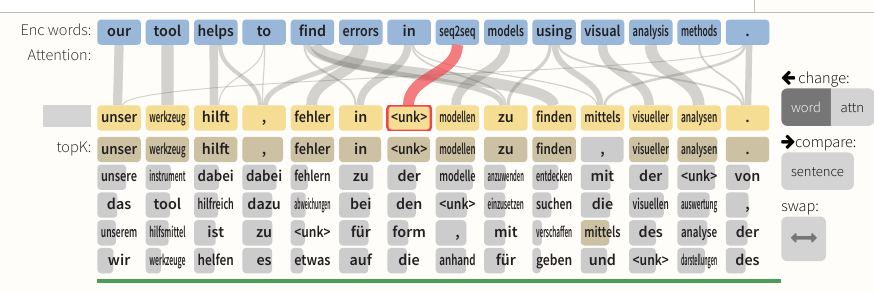 Enc words: our tool helps to find errors in seq2seq models using visual analysis methods .
Attention:
← change:
word attn
unser werkzeug hilft , fehler in <unk> modellen zu finden mittels visueller analysen .
→compare:
topK: unser werkzeug hilft , fehler in <unk> modellen zu finden , visueller analysen .
sentence
unsere instrument dabei dabei fehlern zu der modelle anzuwenden entdecken mit der <unk> von
das tool hilfreich dazu abweichungen bei den <unk> einzusetzen suchen die visuellen auswertung ,
swap:
unserem hilfsmittel ist zu <unk> für form , mit verschaffen mittels des analyse der
wir werkzeuge helfen es etwas auf die anhand für geben und <unk> darstellungen des